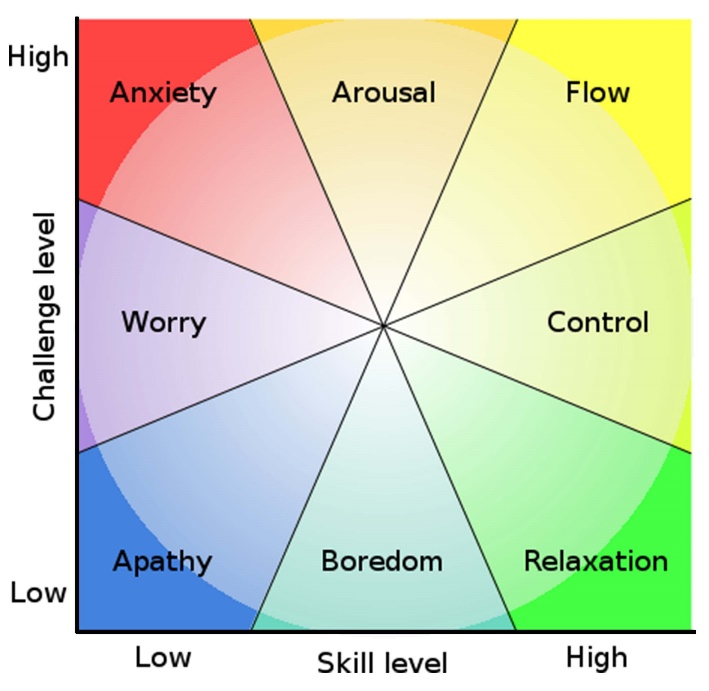 High
Anxiety
Arousal
Flow
Challenge level
Worry
Control
Apathy
Boredom
Relaxation
Low
Low
Skill level
High